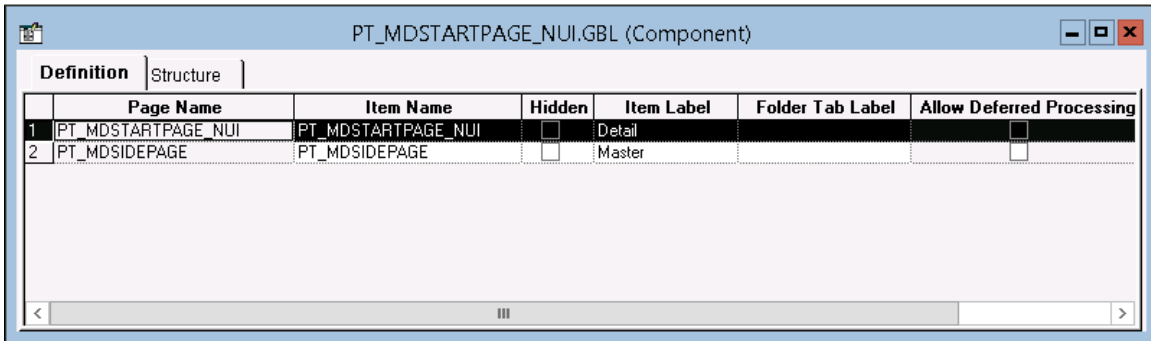 PT_MDSTARTPAGE_NUI.GBL (Component)
Definition Structure
Page Name Item Name Hidden Item Label Folder Tab Label Allow Deferred Processing
1 PT_MDSTARTPAGE_NUI PT_MDSTARTPAGE_NUI Detail
2 PT_MDSIDEPAGE PT_MDSIDEPAGE Master